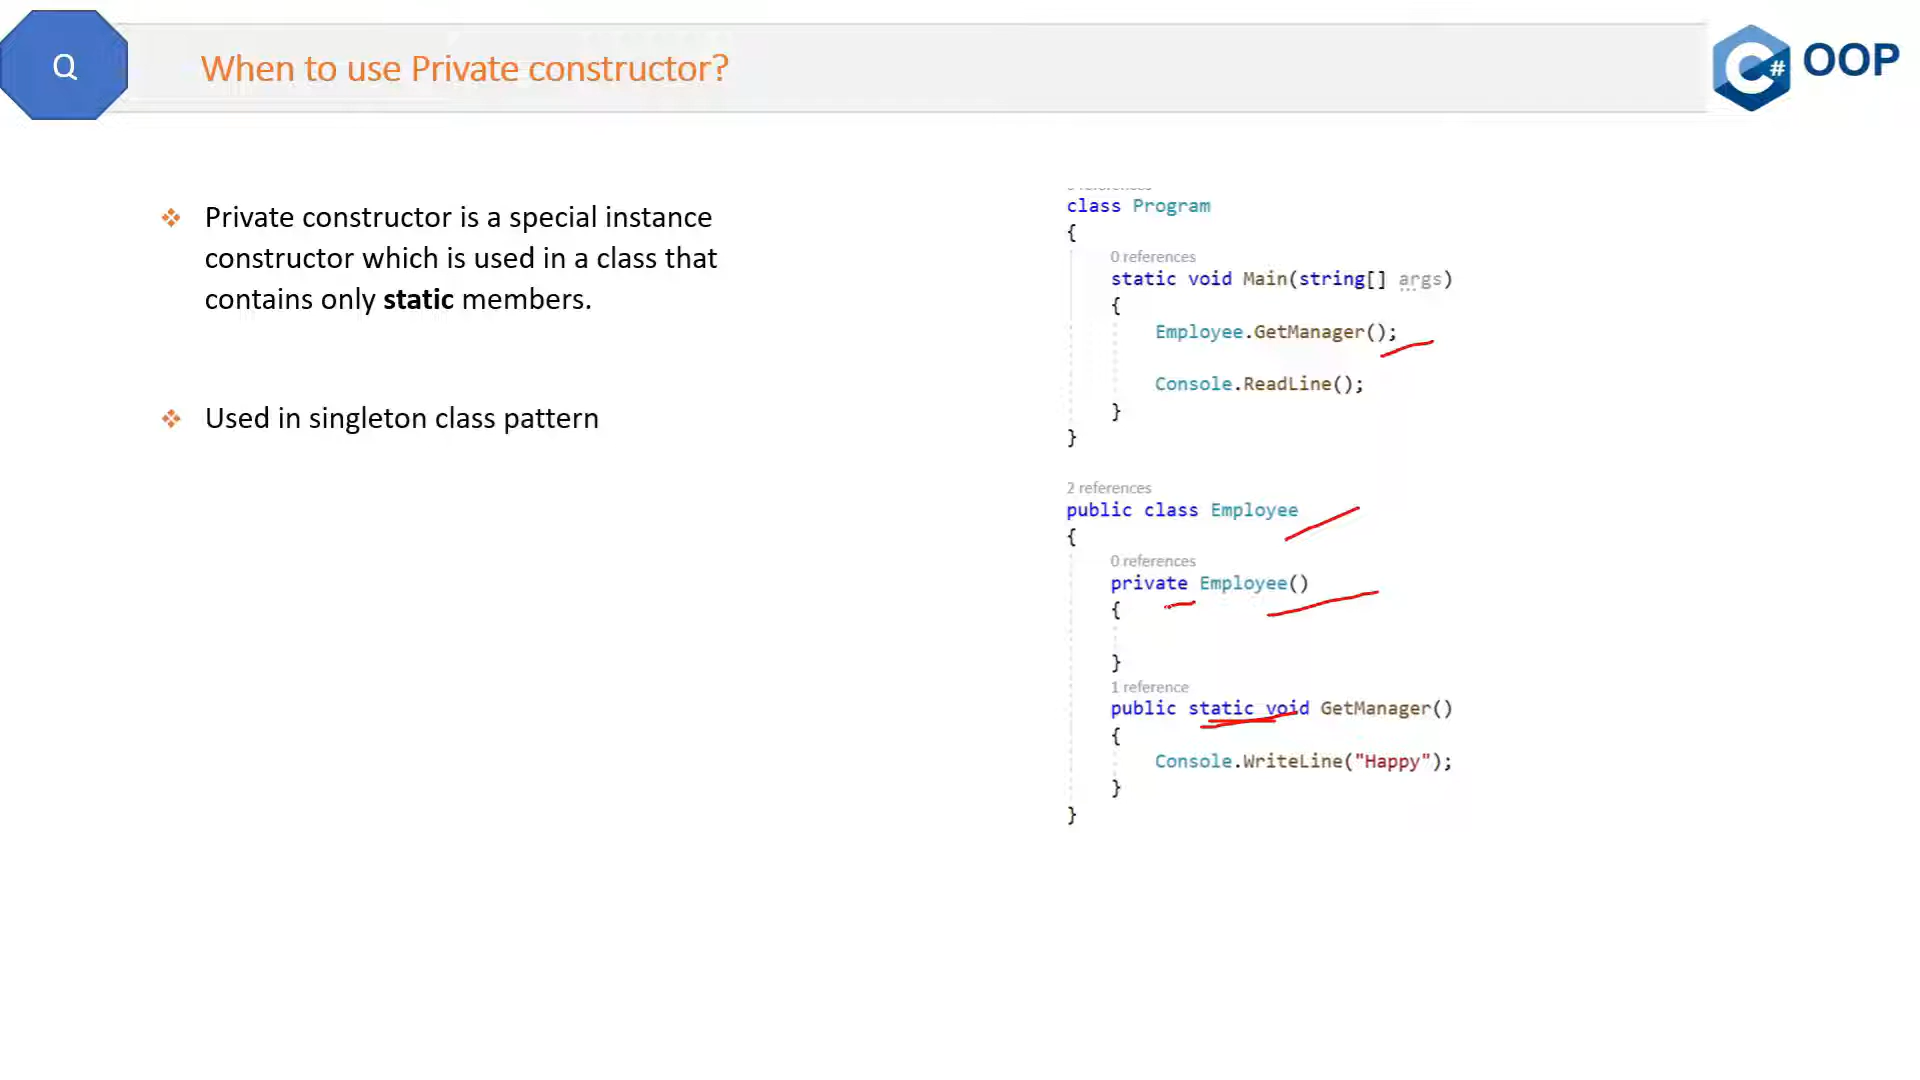 Q
When to use Private constructor?
C# OOP
Private constructor is a special instance
constructor which is used in a class that
contains only static members.
Used in singleton class pattern
class Program
{
0 references
static void Main(string[] args)
{
Employee.GetManager();
Console.ReadLine();
}
}
2 references
public class Employee
{
0 references
private Employee()
{
}
1 reference
public static void GetManager()
{
Console.WriteLine("Happy");
}
}